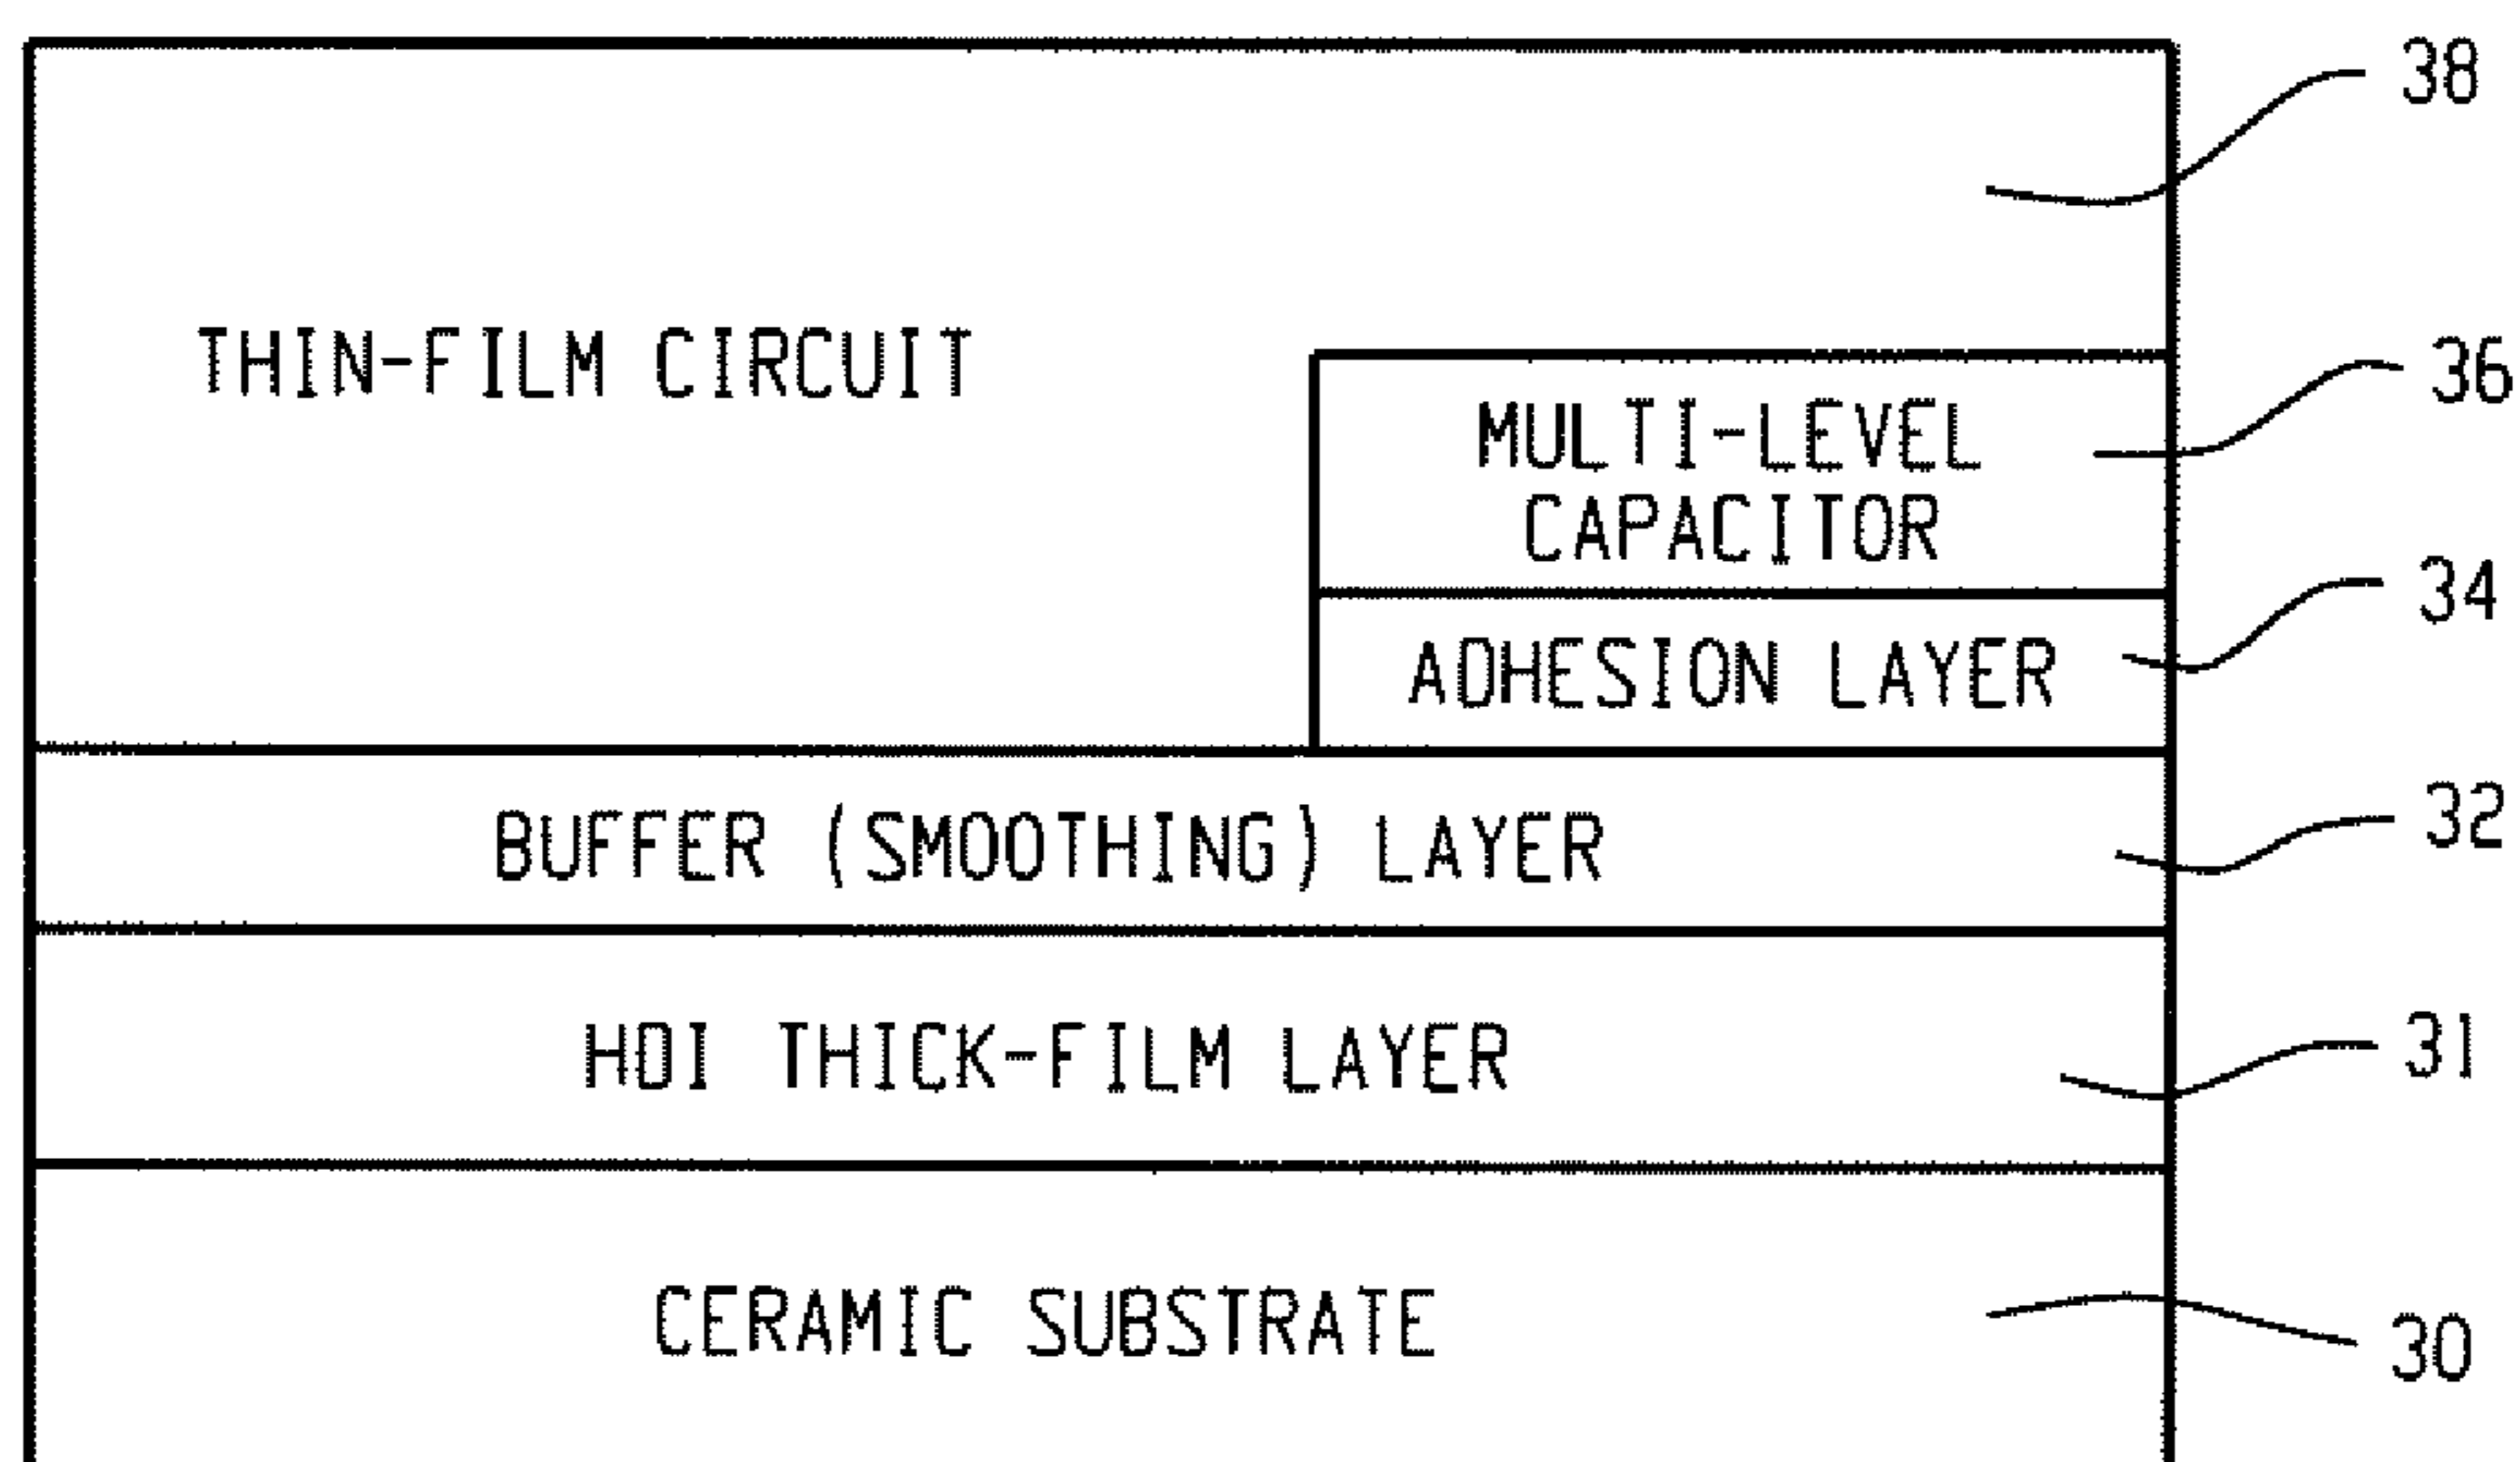 38
THIN-FILM CIRCUIT
36
MULTI-LEVEL
CAPACITOR
34
ADHESION LAYER
32
BUFFER (SMOOTHING) LAYER
31
HDI THICK-FILM LAYER
CERAMIC SUBSTRATE
30